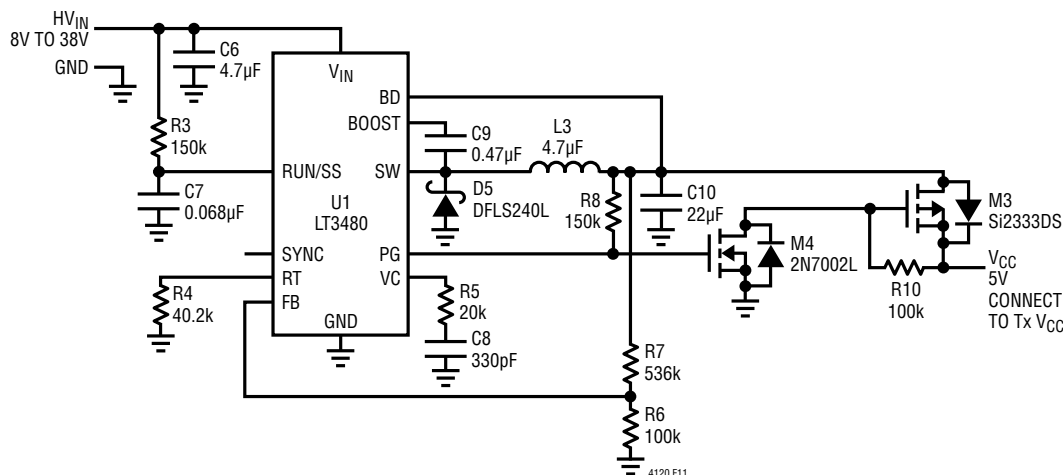 HVIN
8V TO 38V
GND
C6
4.7µF
VIN
BD
BOOST
R3
150k
C9
0.47µF
L3
4.7µF
RUN/SS
SW
C7
0.068µF
U1
LT3480
D5
DFLS240L
R8
150k
C10
22µF
M3
Si2333DS
SYNC
PG
M4
2N7002L
RT
VC
R4
40.2k
FB
R5
20k
R10
100k
VCC
5V
CONNECT
TO Tx VCC
GND
C8
330pF
R7
536k
R6
100k
4120 F11